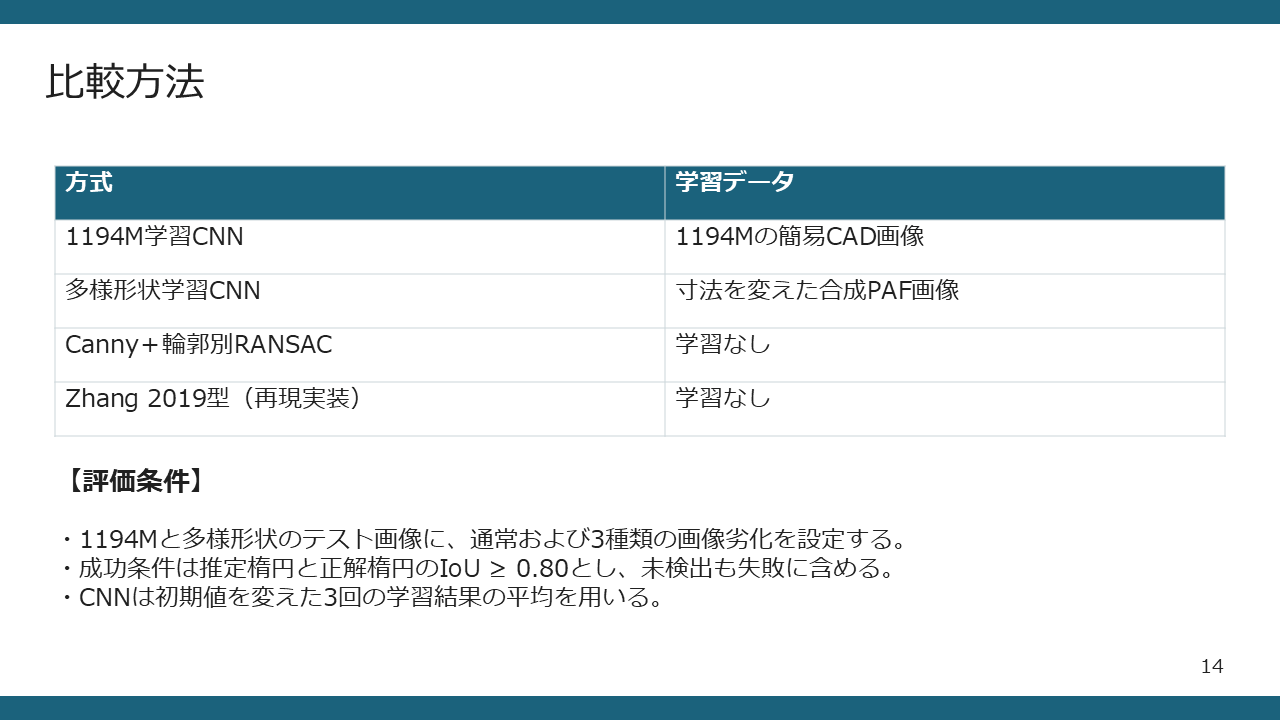 比較方法
方式 学習データ
1194M学習CNN 1194Mの簡易CAD画像
多様形状学習CNN 寸法を変えた合成PAF画像
Canny＋輪郭別RANSAC 学習なし
Zhang 2019型（再現実装） 学習なし
【評価条件】
・1194Mと多様形状のテスト画像に、通常および3種類の画像劣化を設定する。
・成功条件は推定楕円と正解楕円のIoU ≥ 0.80とし、未検出も失敗に含める。
・CNNは初期値を変えた3回の学習結果の平均を用いる。
14